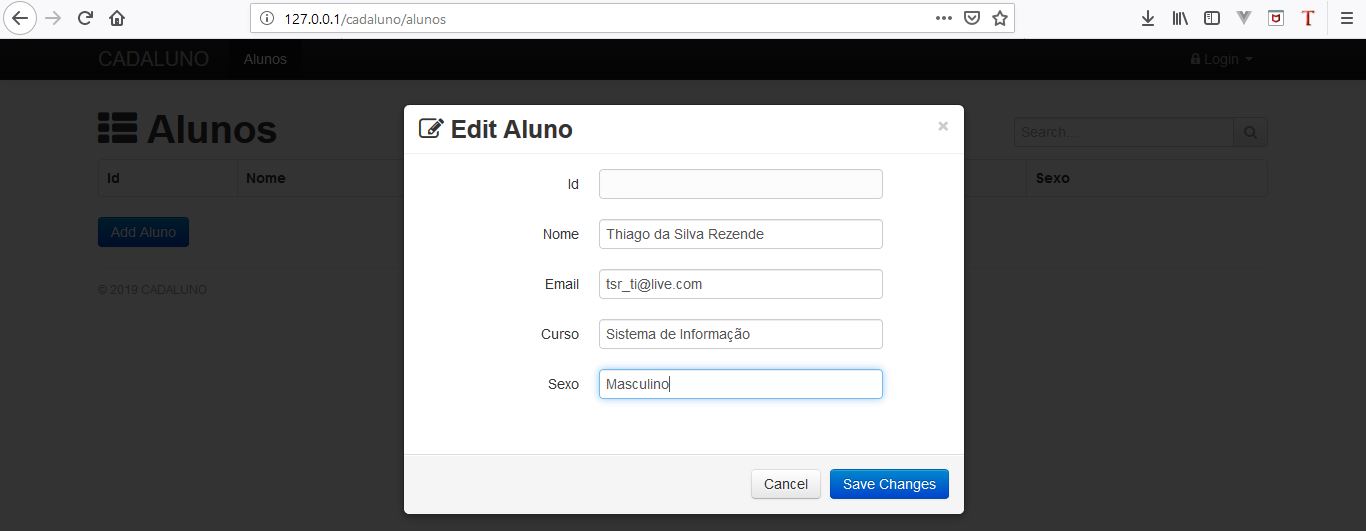 127.0.0.1/cadaluno/alunos
CADALUNO Alunos Login
Alunos
Search...
Id Nome Sexo
Add Aluno
© 2019 CADALUNO
Edit Aluno ×
Id
Nome Thiago da Silva Rezende
Email tsr_ti@live.com
Curso Sistema de Informação
Sexo Masculino
Cancel Save Changes